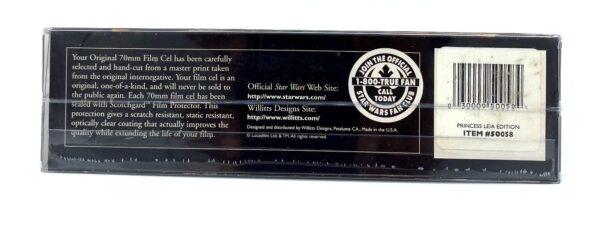 Your Original 70mm Film Cel has been carefully
selected and hand-cut from a master print taken
from the original internegative. Your film cel is an
original, one-of-a-kind, and will never be sold to
the public again. Each 70mm film cel has been
sealed with Scotchgard™ Film Protector. This
protection gives a scratch resistant, static resistant,
optically clear coating that actually improves the
quality while extending the life of your film.
Official Star Wars Web Site:
http://www.starwars.com/
Willitts Designs Site:
http://www.willitts.com/
Designed and distributed by Willitts Designs, Petaluma CA., Made in the U.S.A.
© Lucasfilm Ltd. & TM. All rights reserved.
JOIN THE OFFICIAL
1-800-TRUE FAN
CALL
TODAY
STAR WARS FAN CLUB
PRINCESS LEIA EDITION
ITEM #50058